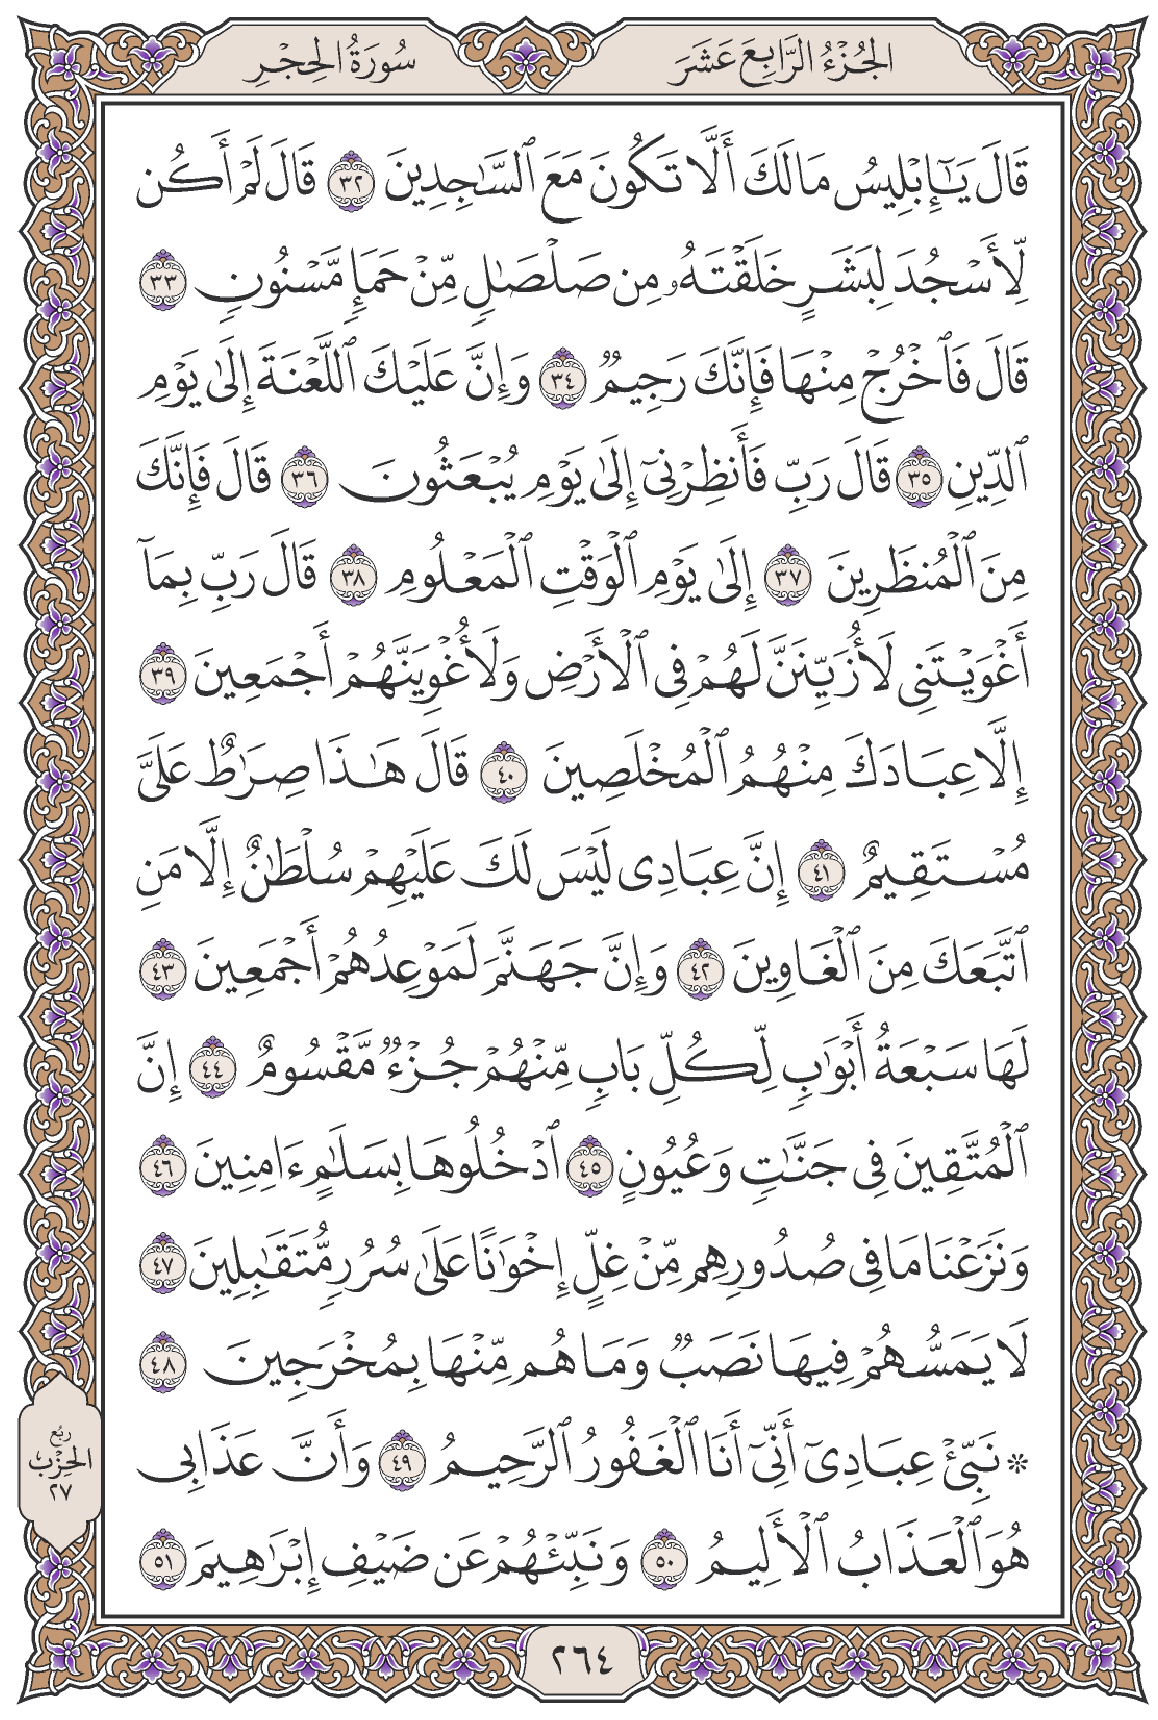 الجُزْءُ الرَّابِعَ عَشَرَ
سُورَةُ الحِجْرِ
قَالَ يَٰٓإِبْلِيسُ مَا لَكَ أَلَّا تَكُونَ مَعَ ٱلسَّٰجِدِينَ ٣٢ قَالَ لَمْ أَكُن
لِّأَسْجُدَ لِبَشَرٍ خَلَقْتَهُۥ مِن صَلْصَٰلٍ مِّنْ حَمَإٍ مَّسْنُونٍ ٣٣
قَالَ فَٱخْرُجْ مِنْهَا فَإِنَّكَ رَجِيمٌ ٣٤ وَإِنَّ عَلَيْكَ ٱللَّعْنَةَ إِلَىٰ يَوْمِ
ٱلدِّينِ ٣٥ قَالَ رَبِّ فَأَنظِرْنِىٓ إِلَىٰ يَوْمِ يُبْعَثُونَ ٣٦ قَالَ فَإِنَّكَ
مِنَ ٱلْمُنظَرِينَ ٣٧ إِلَىٰ يَوْمِ ٱلْوَقْتِ ٱلْمَعْلُومِ ٣٨ قَالَ رَبِّ بِمَآ
أَغْوَيْتَنِى لَأُزَيِّنَنَّ لَهُمْ فِى ٱلْأَرْضِ وَلَأُغْوِيَنَّهُمْ أَجْمَعِينَ ٣٩
إِلَّا عِبَادَكَ مِنْهُمُ ٱلْمُخْلَصِينَ ٤٠ قَالَ هَٰذَا صِرَٰطٌ عَلَىَّ
مُسْتَقِيمٌ ٤١ إِنَّ عِبَادِى لَيْسَ لَكَ عَلَيْهِمْ سُلْطَٰنٌ إِلَّا مَنِ
ٱتَّبَعَكَ مِنَ ٱلْغَاوِينَ ٤٢ وَإِنَّ جَهَنَّمَ لَمَوْعِدُهُمْ أَجْمَعِينَ ٤٣
لَهَا سَبْعَةُ أَبْوَٰبٍ لِّكُلِّ بَابٍ مِّنْهُمْ جُزْءٌ مَّقْسُومٌ ٤٤ إِنَّ
ٱلْمُتَّقِينَ فِى جَنَّٰتٍ وَعُيُونٍ ٤٥ ٱدْخُلُوهَا بِسَلَٰمٍ ءَامِنِينَ ٤٦
وَنَزَعْنَا مَا فِى صُدُورِهِم مِّنْ غِلٍّ إِخْوَٰنًا عَلَىٰ سُرُرٍ مُّتَقَٰبِلِينَ ٤٧
لَا يَمَسُّهُمْ فِيهَا نَصَبٌ وَمَا هُم مِّنْهَا بِمُخْرَجِينَ ٤٨
۞ نَبِّئْ عِبَادِىٓ أَنِّىٓ أَنَا ٱلْغَفُورُ ٱلرَّحِيمُ ٤٩ وَأَنَّ عَذَابِى
هُوَ ٱلْعَذَابُ ٱلْأَلِيمُ ٥٠ وَنَبِّئْهُمْ عَن ضَيْفِ إِبْرَٰهِيمَ ٥١
رُبُع
الحِزْب
٢٧
٢٦٤